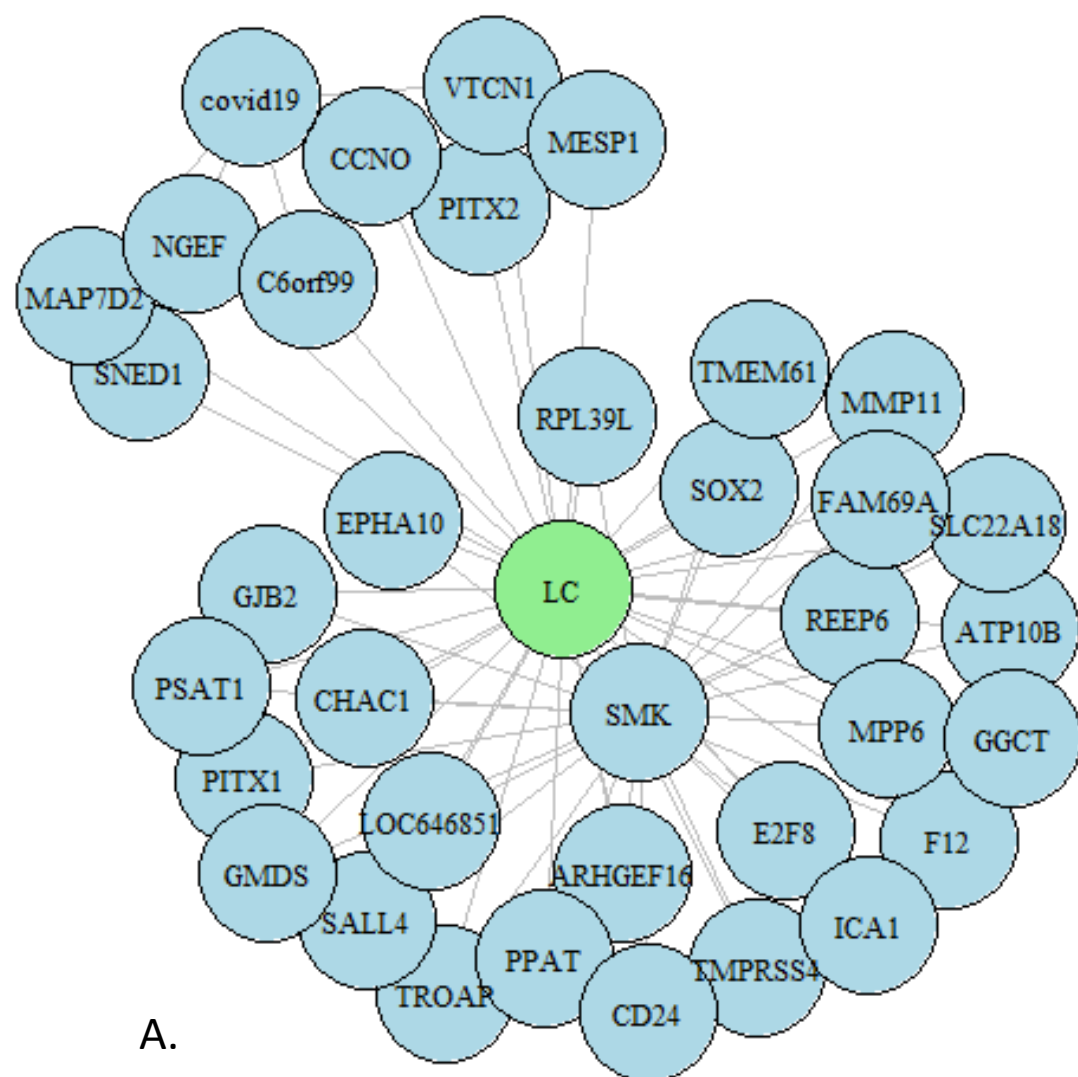 covid19
VTCN1
CCNO
MESP1
PITX2
NGEF
C6orf99
MAP7D2
SNED1
TMEM61
MMP11
RPL39L
SOX2
FAM69A
SLC22A18
EPHA10
LC
GJB2
REEP6
ATP10B
PSAT1
CHAC1
SMK
MPP6
GGCT
PITX1
LOC646851
E2F8
F12
GMDS
ARHGEF16
SALL4
ICA1
PPAT
TMPRSS4
TROAP
CD24
A.